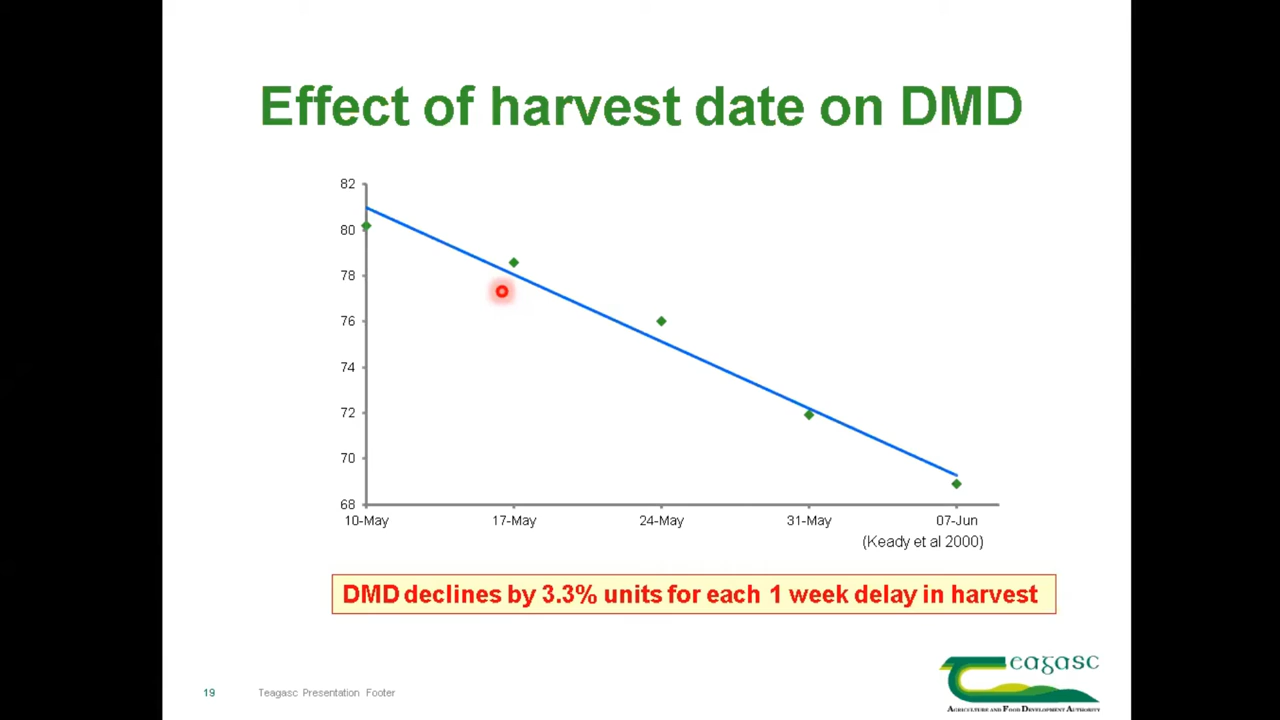 Effect of harvest date on DMD
82
80
78
76
74
72
70
68
10-May 17-May 24-May 31-May 07-Jun
(Keady et al 2000)
DMD declines by 3.3% units for each 1 week delay in harvest
eagasc
AGRICULTURE AND FOOD DEVELOPMENT AUTHORITY
19 Teagasc Presentation Footer